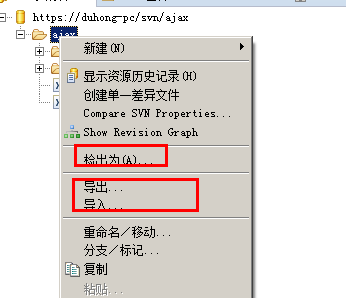 https://duhong-pc/svn/ajax
ajax
新建(N)
显示资源历史记录(H)
创建单一差异文件
Compare SVN Properties...
Show Revision Graph
检出为(A)...
导出...
导入...
重命名／移动...
分支／标记...
复制
粘贴...